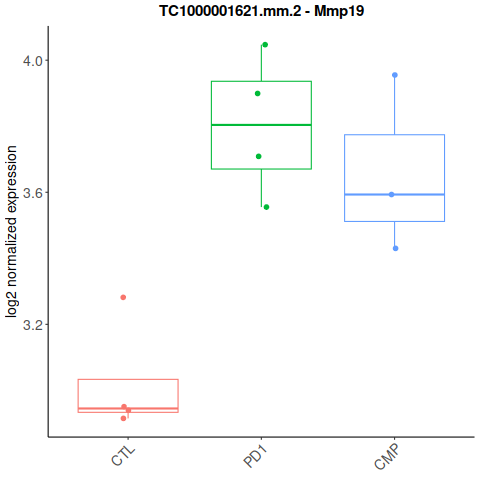 TC1000001621.mm.2 - Mmp19
log2 normalized expression
4.0
3.6
3.2
CTL
PD1
CMP